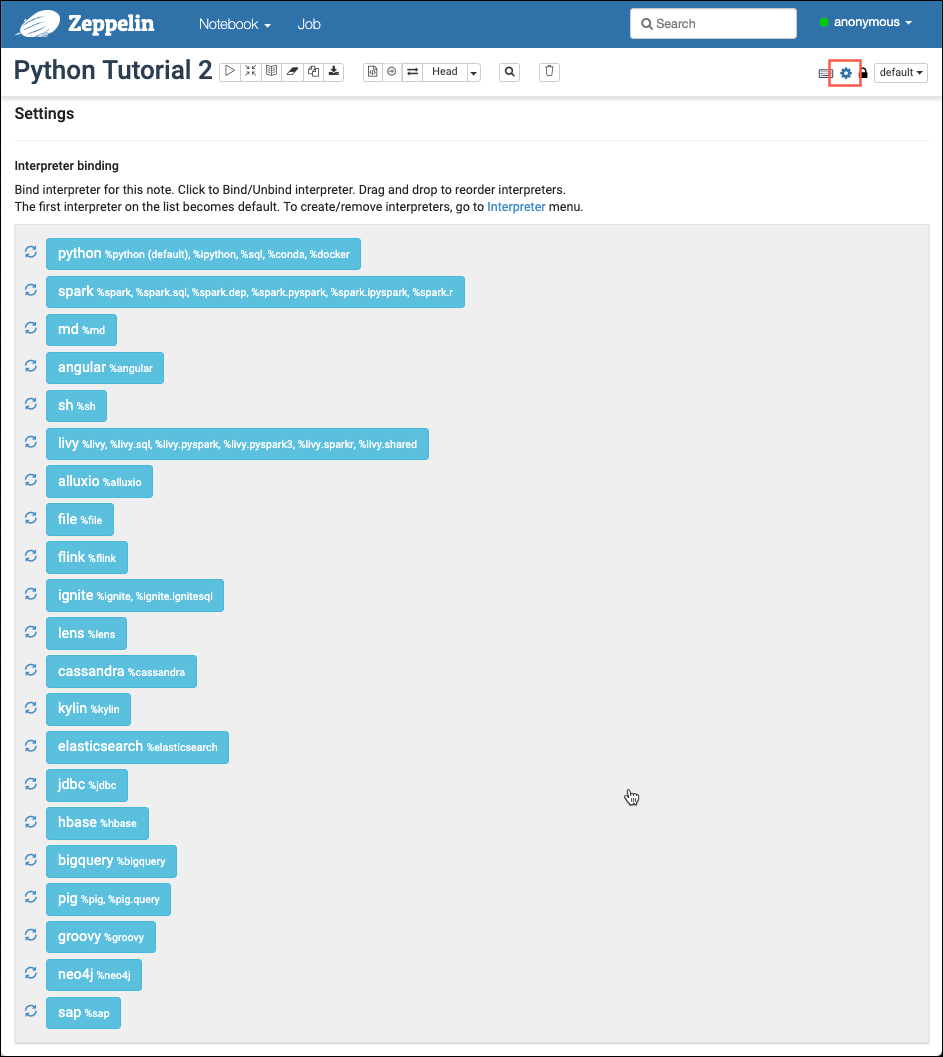 Zeppelin Notebook Job Search anonymous
Python Tutorial 2 Head default
Settings
Interpreter binding
Bind interpreter for this note. Click to Bind/Unbind interpreter. Drag and drop to reorder interpreters.
The first interpreter on the list becomes default. To create/remove interpreters, go to Interpreter menu.
python %python (default), %ipython, %sql, %conda, %docker
spark %spark, %spark.sql, %spark.dep, %spark.pyspark, %spark.ipyspark, %spark.r
md %md
angular %angular
sh %sh
livy %livy, %livy.sql, %livy.pyspark, %livy.pyspark3, %livy.sparkr, %livy.shared
alluxio %alluxio
file %file
flink %flink
ignite %ignite, %ignite.ignitesql
lens %lens
cassandra %cassandra
kylin %kylin
elasticsearch %elasticsearch
jdbc %jdbc
hbase %hbase
bigquery %bigquery
pig %pig, %pig.query
groovy %groovy
neo4j %neo4j
sap %sap